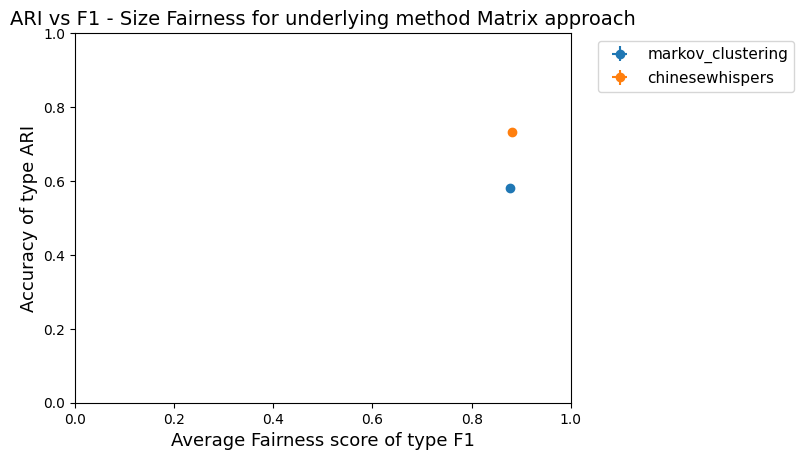 ARI vs F1 - Size Fairness for underlying method Matrix approach
markov_clustering
chinesewhispers
Accuracy of type ARI
1.0
0.8
0.6
0.4
0.2
0.0
0.0 0.2 0.4 0.6 0.8 1.0
Average Fairness score of type F1